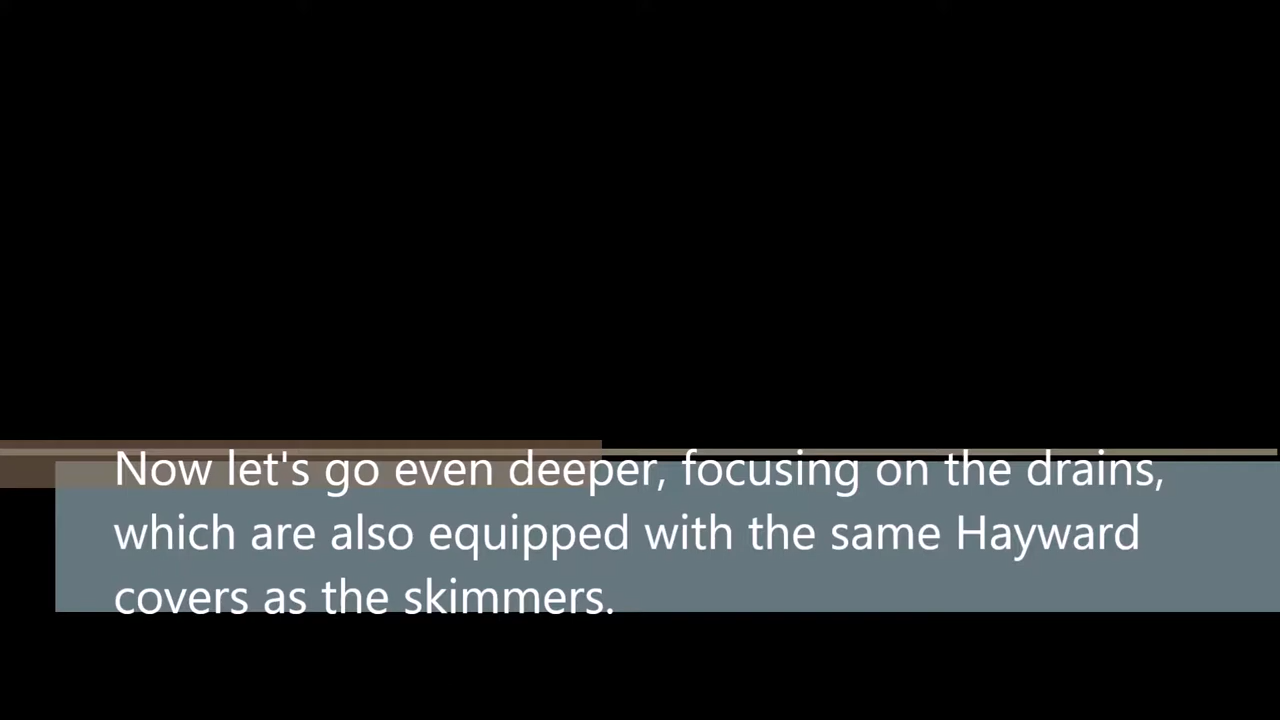 Now let's go even deeper, focusing on the drains,
which are also equipped with the same Hayward
covers as the skimmers.